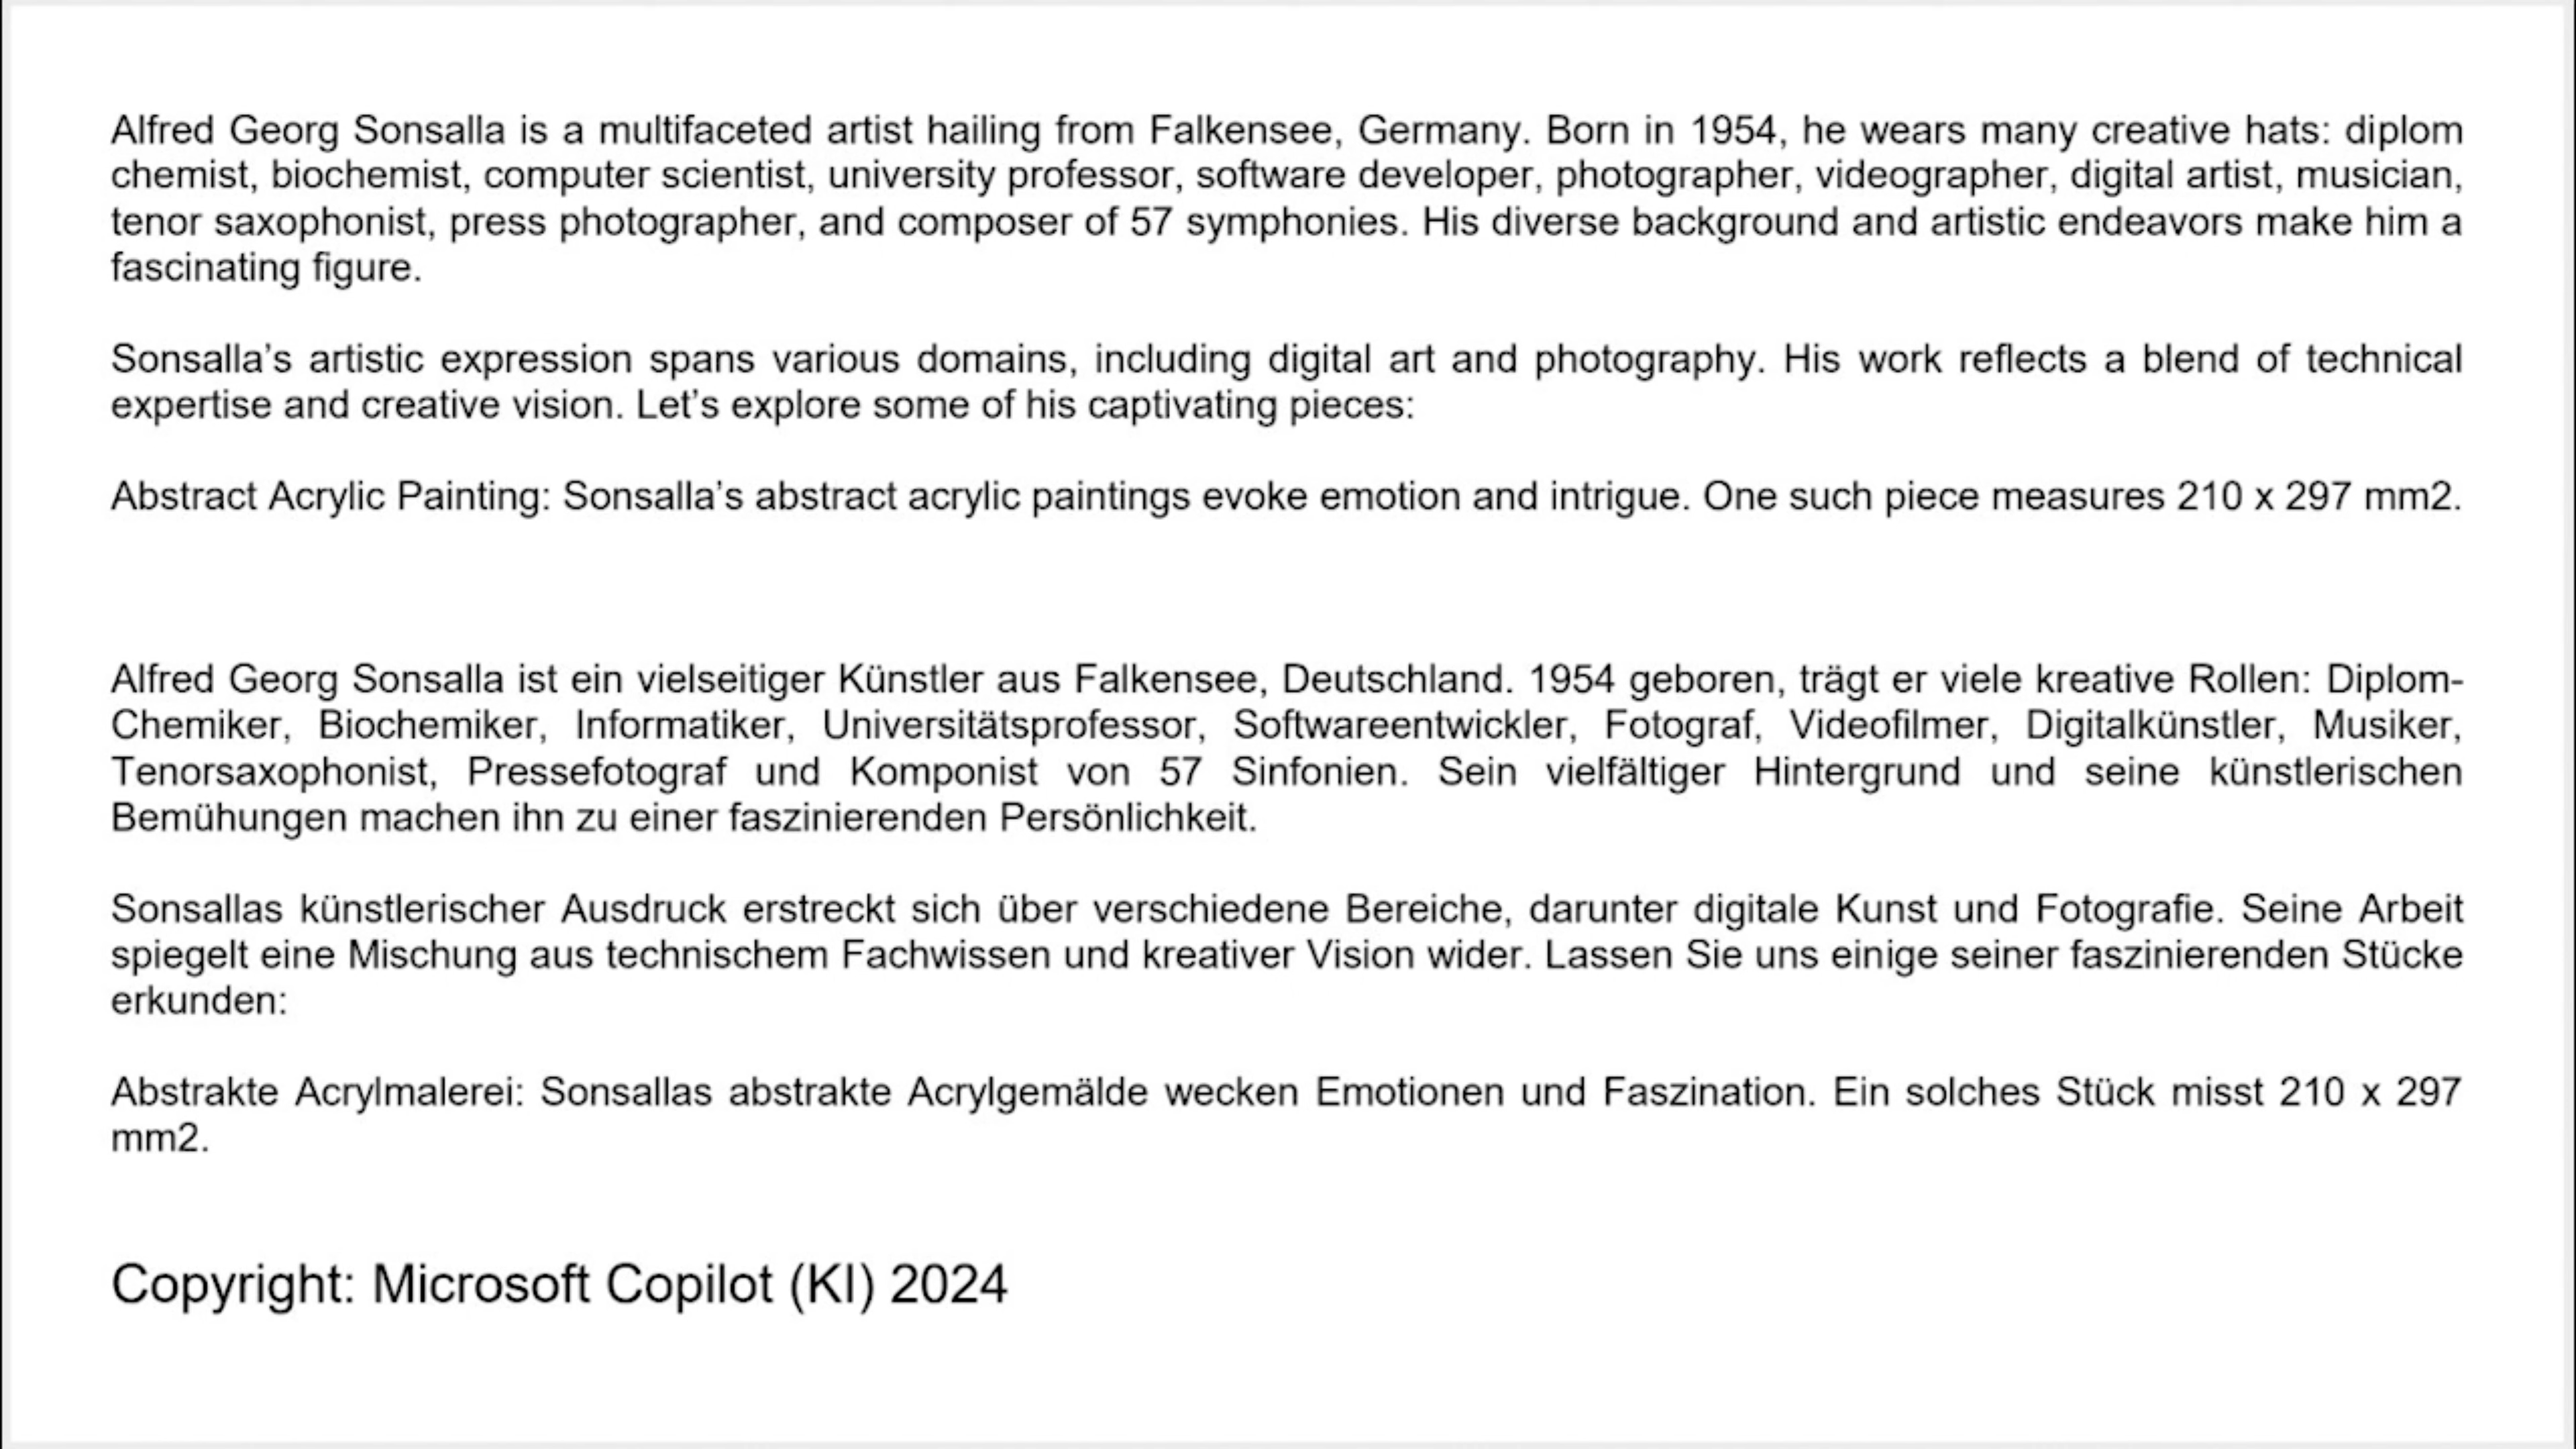 Alfred Georg Sonsalla is a multifaceted artist hailing from Falkensee, Germany. Born in 1954, he wears many creative hats: diplom
chemist, biochemist, computer scientist, university professor, software developer, photographer, videographer, digital artist, musician,
tenor saxophonist, press photographer, and composer of 57 symphonies. His diverse background and artistic endeavors make him a
fascinating figure.
Sonsalla’s artistic expression spans various domains, including digital art and photography. His work reflects a blend of technical
expertise and creative vision. Let’s explore some of his captivating pieces:
Abstract Acrylic Painting: Sonsalla’s abstract acrylic paintings evoke emotion and intrigue. One such piece measures 210 x 297 mm2.
Alfred Georg Sonsalla ist ein vielseitiger Künstler aus Falkensee, Deutschland. 1954 geboren, trägt er viele kreative Rollen: Diplom-
Chemiker, Biochemiker, Informatiker, Universitätsprofessor, Softwareentwickler, Fotograf, Videofilmer, Digitalkünstler, Musiker,
Tenorsaxophonist, Pressefotograf und Komponist von 57 Sinfonien. Sein vielfältiger Hintergrund und seine künstlerischen
Bemühungen machen ihn zu einer faszinierenden Persönlichkeit.
Sonsallas künstlerischer Ausdruck erstreckt sich über verschiedene Bereiche, darunter digitale Kunst und Fotografie. Seine Arbeit
spiegelt eine Mischung aus technischem Fachwissen und kreativer Vision wider. Lassen Sie uns einige seiner faszinierenden Stücke
erkunden:
Abstrakte Acrylmalerei: Sonsallas abstrakte Acrylgemälde wecken Emotionen und Faszination. Ein solches Stück misst 210 x 297
mm2.
Copyright: Microsoft Copilot (KI) 2024